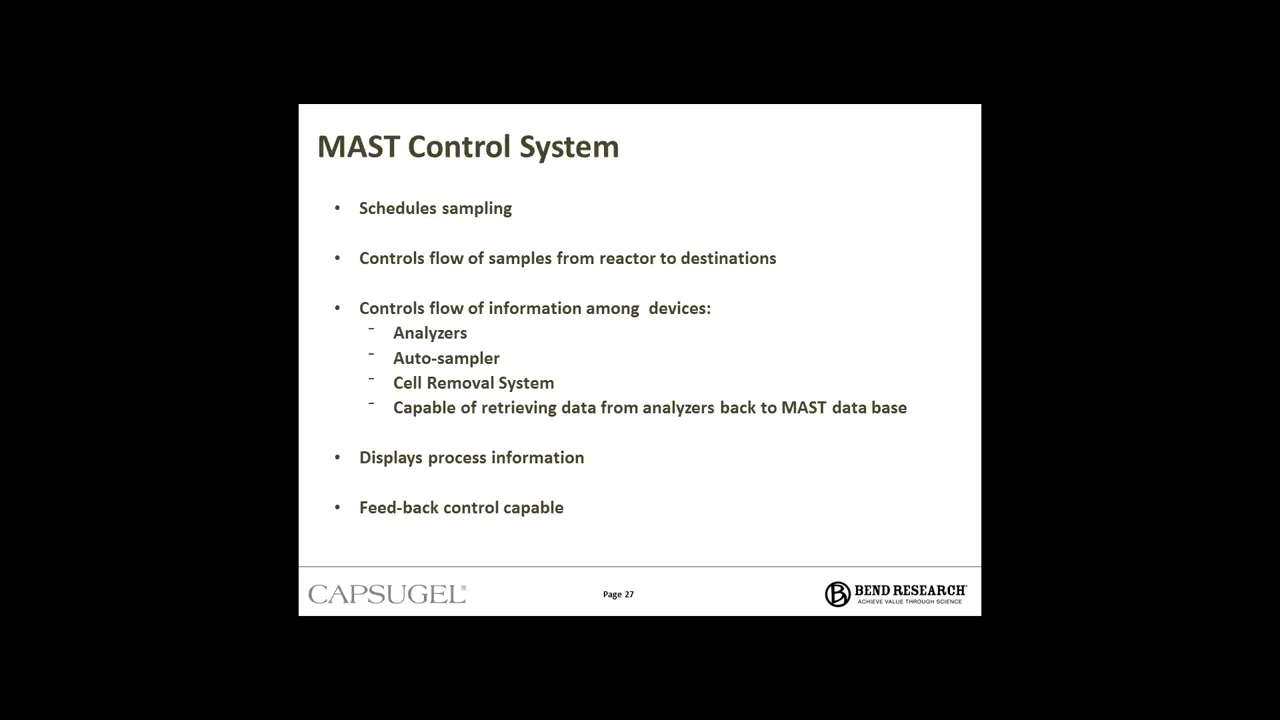 MAST Control System
• Schedules sampling
• Controls flow of samples from reactor to destinations
• Controls flow of information among  devices:
- Analyzers
- Auto-sampler
- Cell Removal System
- Capable of retrieving data from analyzers back to MAST data base
• Displays process information
• Feed-back control capable
CAPSUGEL®
Page 27
B BEND RESEARCH
ACHIEVE VALUE THROUGH SCIENCE